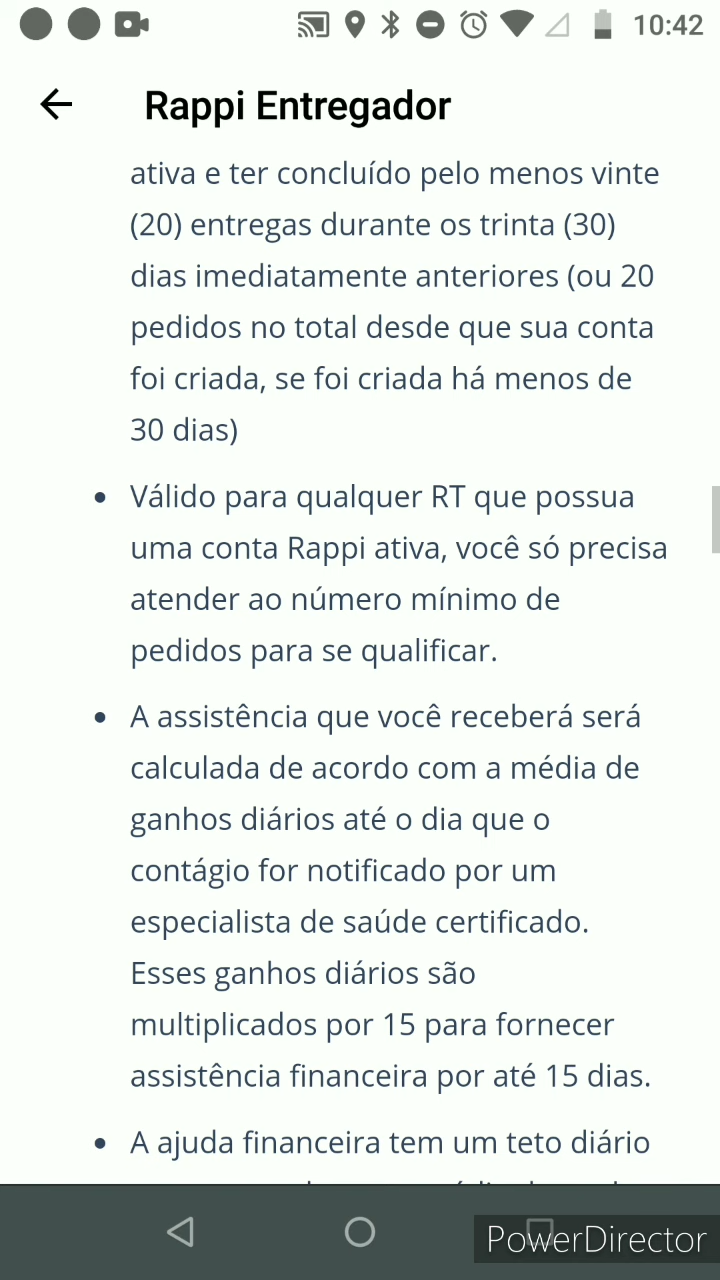 10:42
Rappi Entregador
ativa e ter concluído pelo menos vinte
(20) entregas durante os trinta (30)
dias imediatamente anteriores (ou 20
pedidos no total desde que sua conta
foi criada, se foi criada há menos de
30 dias)
• Válido para qualquer RT que possua
uma conta Rappi ativa, você só precisa
atender ao número mínimo de
pedidos para se qualificar.
• A assistência que você receberá será
calculada de acordo com a média de
ganhos diários até o dia que o
contágio for notificado por um
especialista de saúde certificado.
Esses ganhos diários são
multiplicados por 15 para fornecer
assistência financeira por até 15 dias.
• A ajuda financeira tem um teto diário
PowerDirector